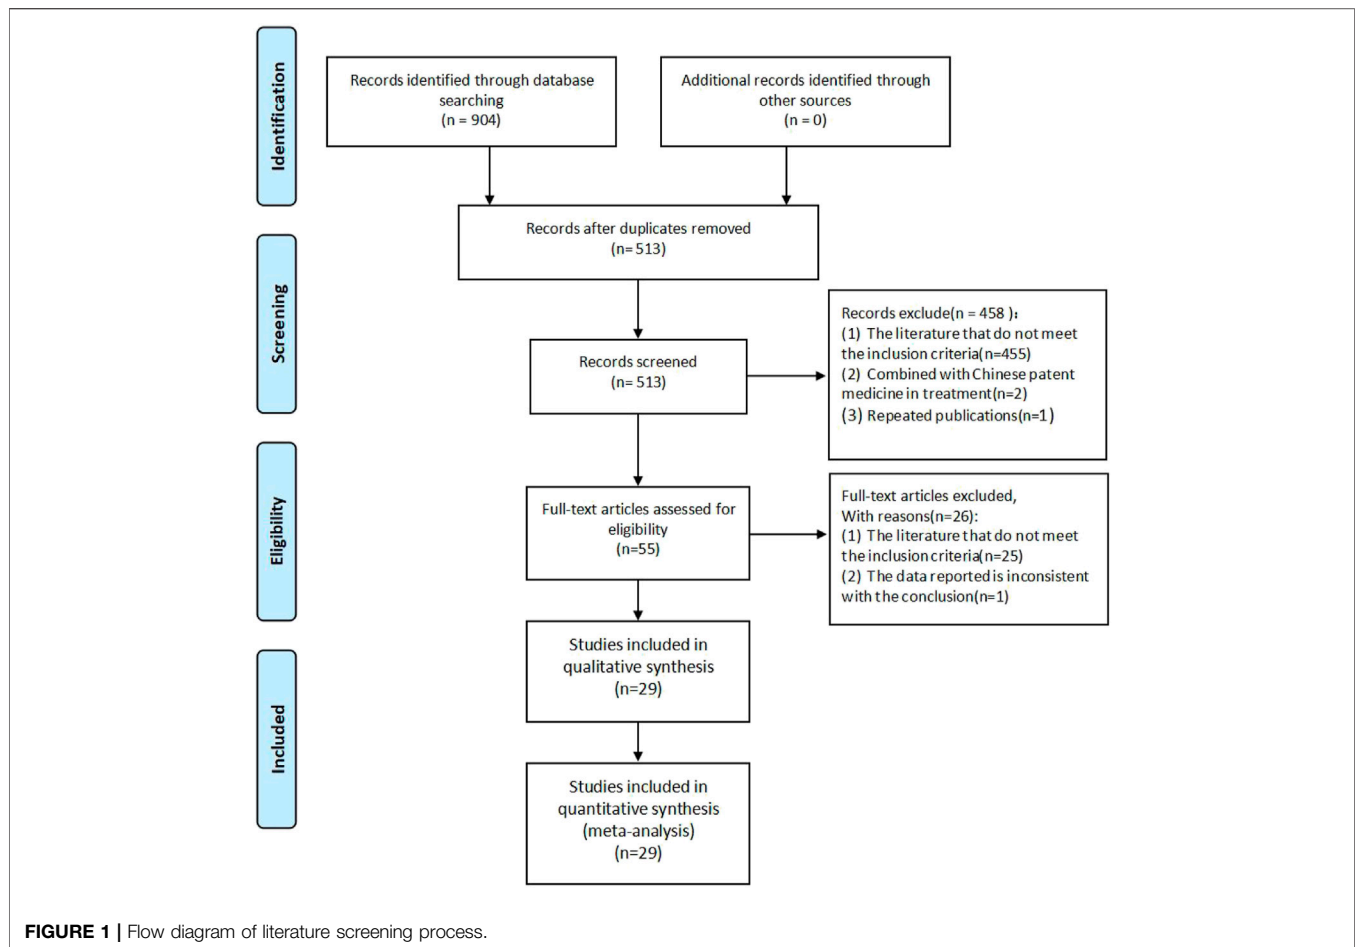 Identification
Records identified through database
searching
(n = 904)
Additional records identified through
other sources
(n = 0)
Records after duplicates removed
(n= 513)
Screening
Records screened
(n= 513)
Records exclude(n = 458 ):
(1) The literature that do not meet
the inclusion criteria(n=455)
(2) Combined with Chinese patent
medicine in treatment(n=2)
(3) Repeated publications(n=1)
Eligibility
Full-text articles assessed for
eligibility
(n=55)
Full-text articles excluded,
With reasons(n=26):
(1) The literature that do not meet
the inclusion criteria(n=25)
(2) The data reported is inconsistent
with the conclusion(n=1)
Included
Studies included in
qualitative synthesis
(n=29)
Studies included in
quantitative synthesis
(meta-analysis)
(n=29)
FIGURE 1 | Flow diagram of literature screening process.